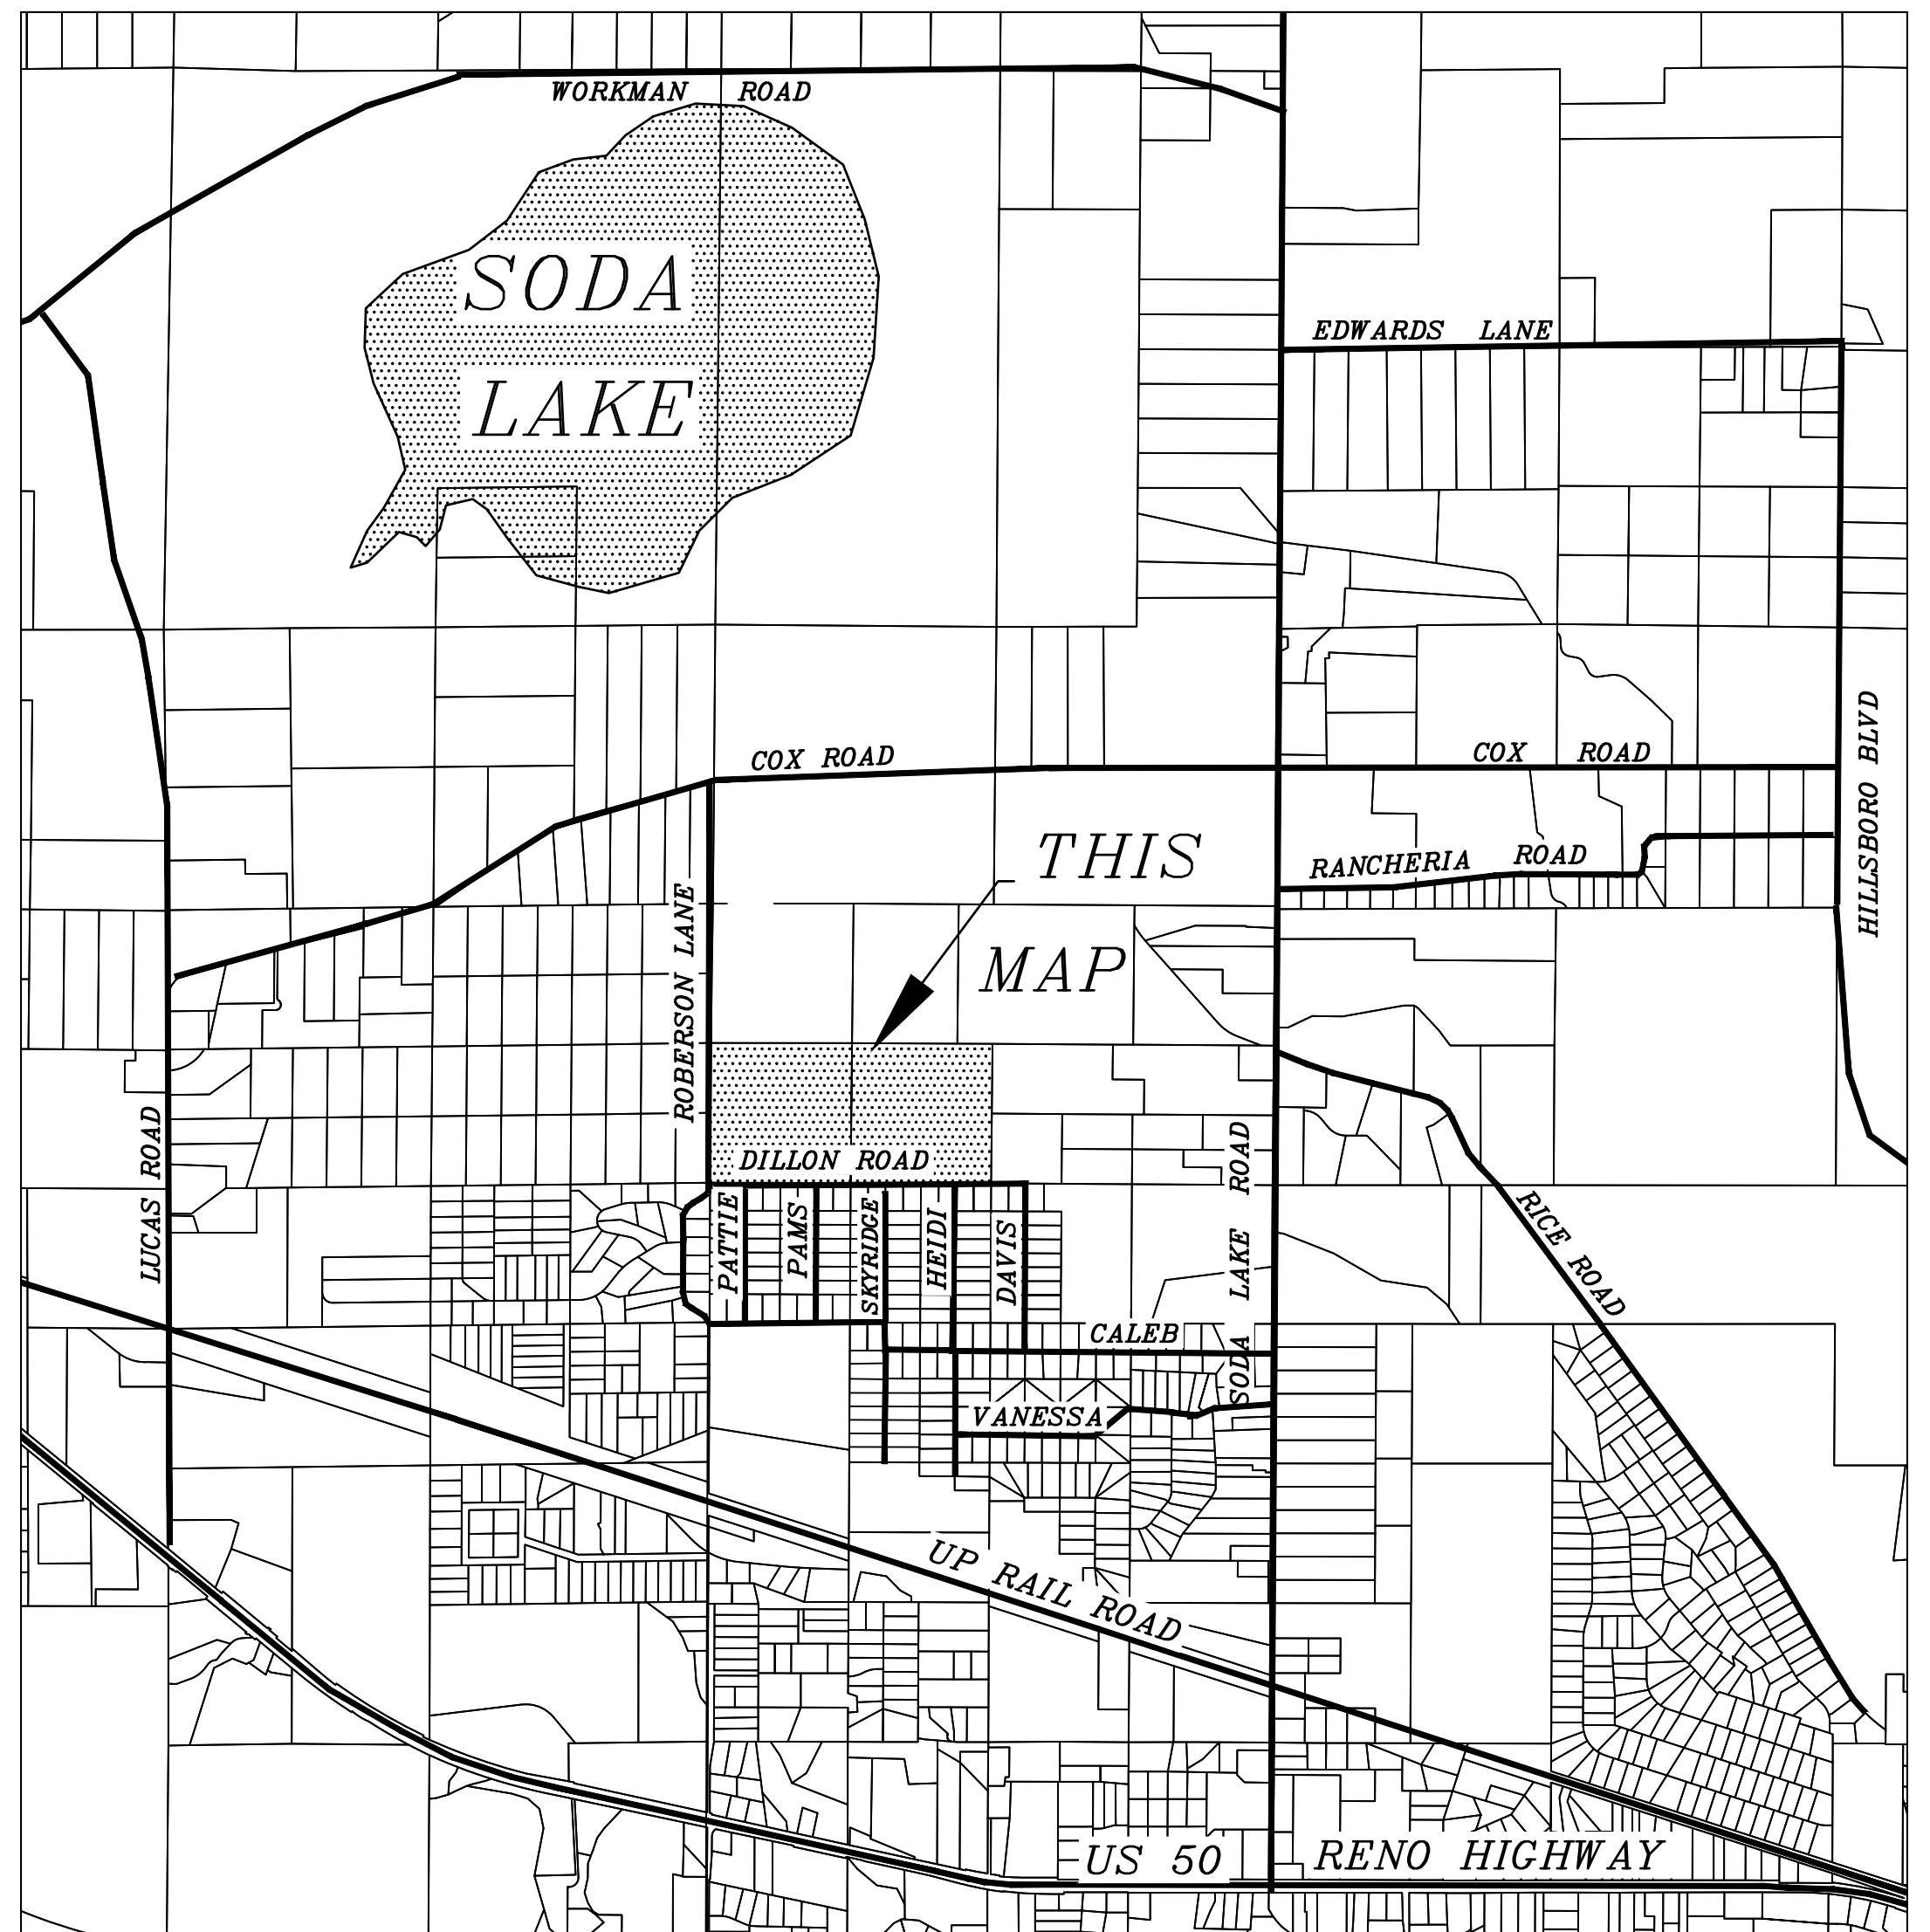 WORKMAN ROAD
SODA
LAKE
EDWARDS LANE
COX ROAD
COX ROAD
HILLSBORO BLVD
THIS
MAP
RANCHERIA ROAD
ROBERSON LANE
LUCAS ROAD
DILLON ROAD
SODA LAKE ROAD
PATTIE
PAMS
SKYRIDGE
HEIDI
DAVIS
RICE ROAD
CALEB
VANESSA
UP RAIL ROAD
US 50
RENO HIGHWAY